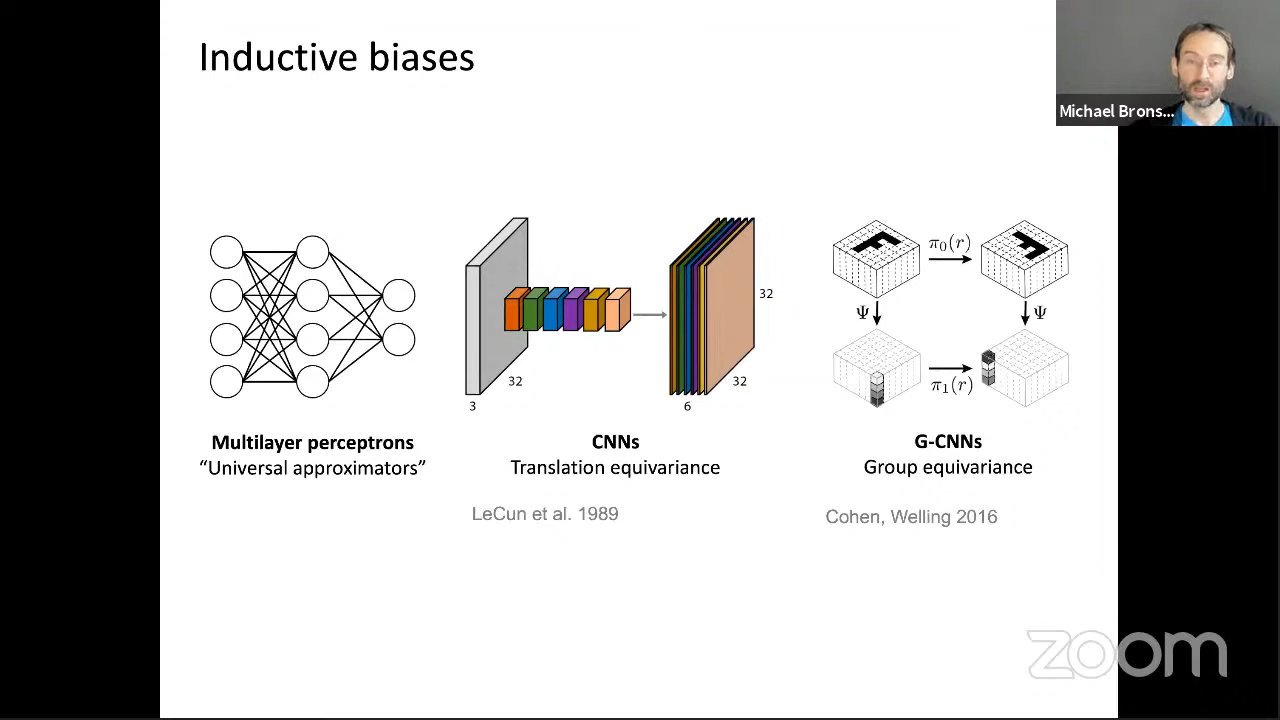 Inductive biases
Michael Brons...
π₀(r)
Ψ
Ψ
π₁(r)
32
32
3
32
6
Multilayer perceptrons
“Universal approximators”
CNNs
Translation equivariance
G-CNNs
Group equivariance
LeCun et al. 1989
Cohen, Welling 2016
zoom